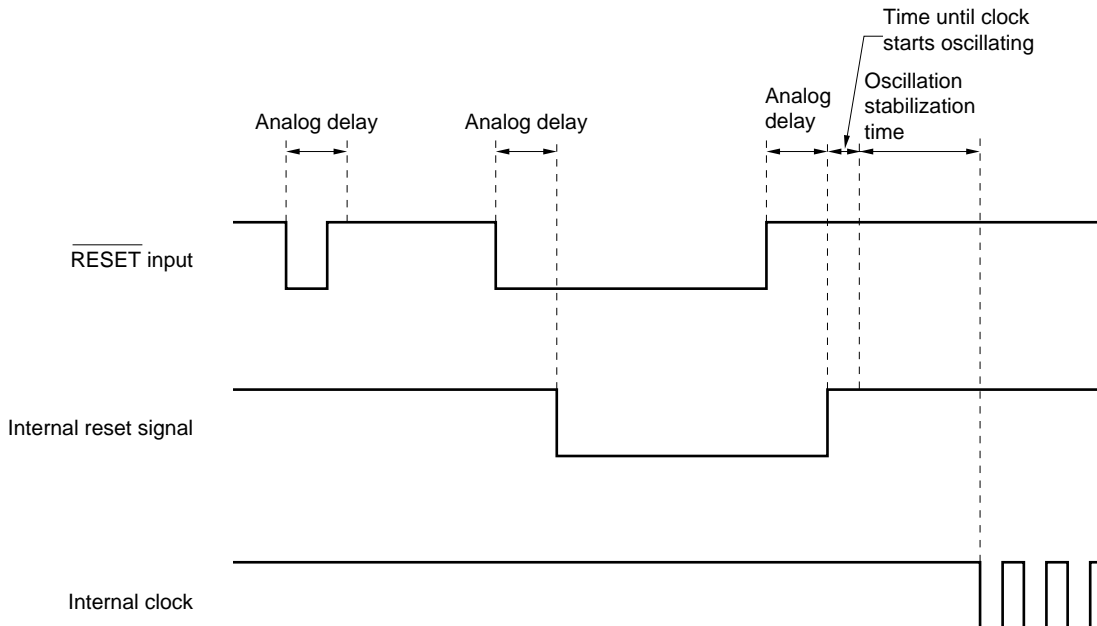 Time until clock
starts oscillating
Oscillation
stabilization
time
Analog
delay
Analog delay
Analog delay
RESET input
Internal reset signal
Internal clock